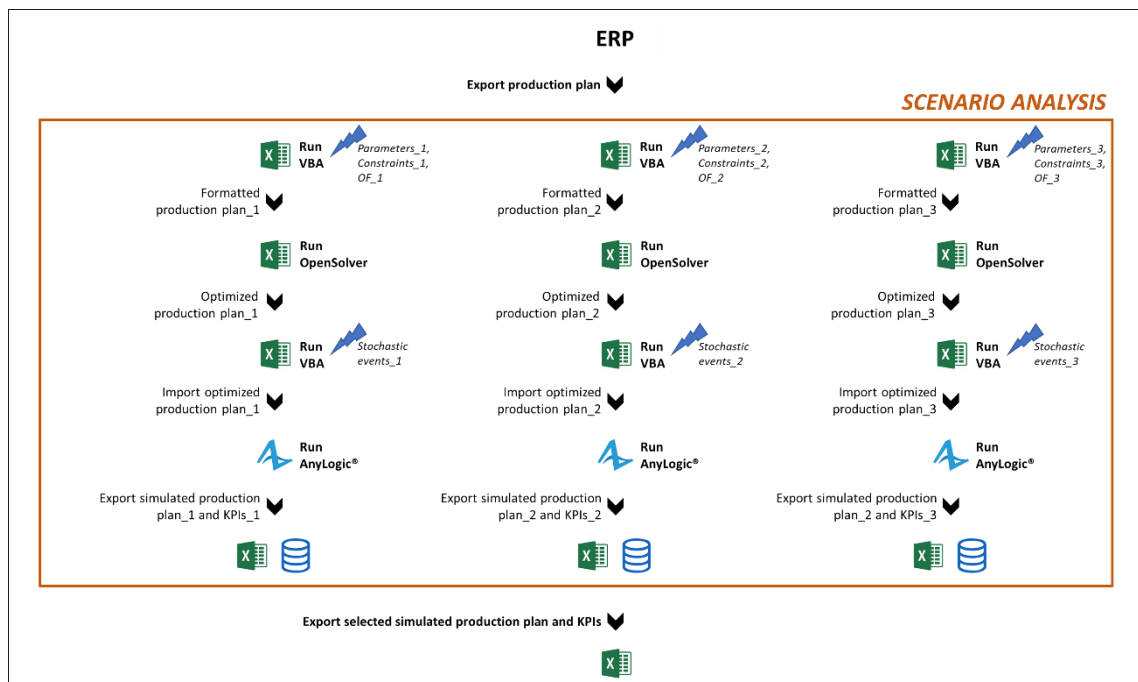 ERP
Export production plan
SCENARIO ANALYSIS
Run
VBA
Parameters_1,
Constraints_1,
OF_1
Run
VBA
Parameters_2,
Constraints_2,
OF_2
Run
VBA
Parameters_3,
Constraints_3,
OF_3
Formatted
production plan_1
Formatted
production plan_2
Formatted
production plan_3
Run
OpenSolver
Run
OpenSolver
Run
OpenSolver
Optimized
production plan_1
Optimized
production plan_2
Optimized
production plan_3
Run
VBA
Stochastic
events_1
Run
VBA
Stochastic
events_2
Run
VBA
Stochastic
events_3
Import optimized
production plan_1
Import optimized
production plan_2
Import optimized
production plan_3
Run
AnyLogic®
Run
AnyLogic®
Run
AnyLogic®
Export simulated production
plan_1 and KPIs_1
Export simulated production
plan_2 and KPIs_2
Export simulated production
plan_2 and KPIs_3
Export selected simulated production plan and KPIs